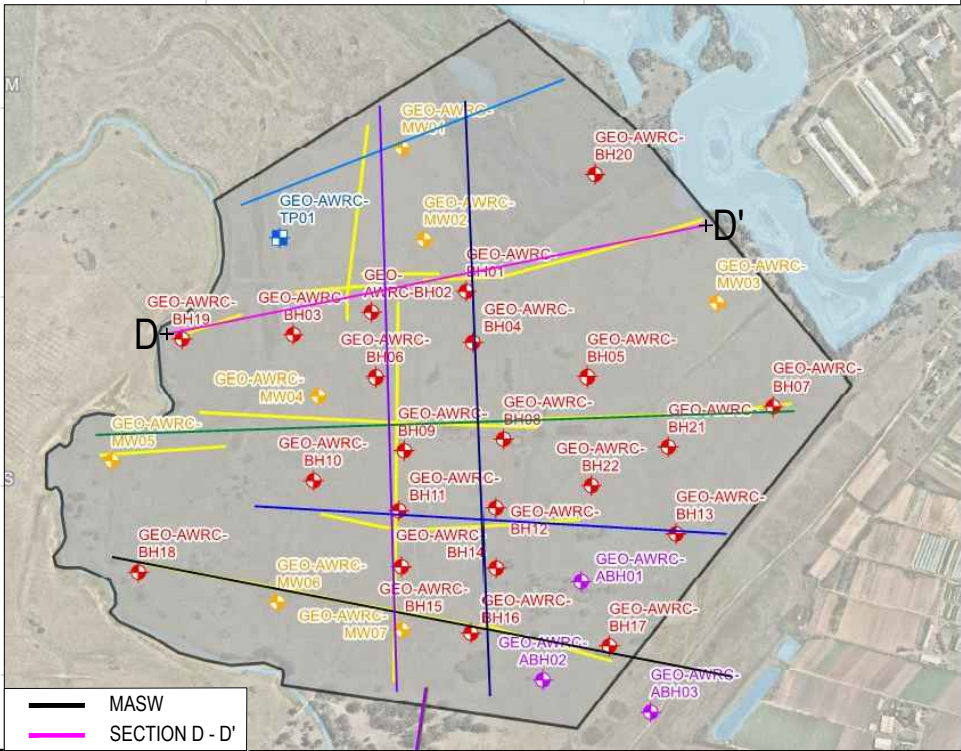 M
GEO-AWRC-
MW01
GEO-AWRC-
BH20
GEO-AWRC-
TP01
GEO-AWRC-
MW02
D'
GEO-AWRC-
BH01
GEO-AWRC-
MW03
GEO-
AWRC-BH02
GEO-AWRC-
BH19
GEO-AWRC-
BH03
D
GEO-AWRC-
BH04
GEO-AWRC-
BH06
GEO-AWRC-
BH05
GEO-AWRC-
BH07
GEO-AWRC-
MW04
GEO-AWRC-
BH08
GEO-AWRC-
BH21
GEO-AWRC-
MW05
GEO-AWRC-
BH09
GEO-AWRC-
BH10
GEO-AWRC-
BH22
S
GEO-AWRC-
BH11
GEO-AWRC-
BH13
GEO-AWRC-
BH12
GEO-AWRC-
BH18
GEO-AWRC-
BH14
GEO-AWRC-
ABH01
GEO-AWRC-
MW06
GEO-AWRC-
BH15
GEO-AWRC-
MW07
GEO-AWRC-
BH16
GEO-AWRC-
BH17
GEO-AWRC-
ABH02
GEO-AWRC-
ABH03
MASW
SECTION D - D'